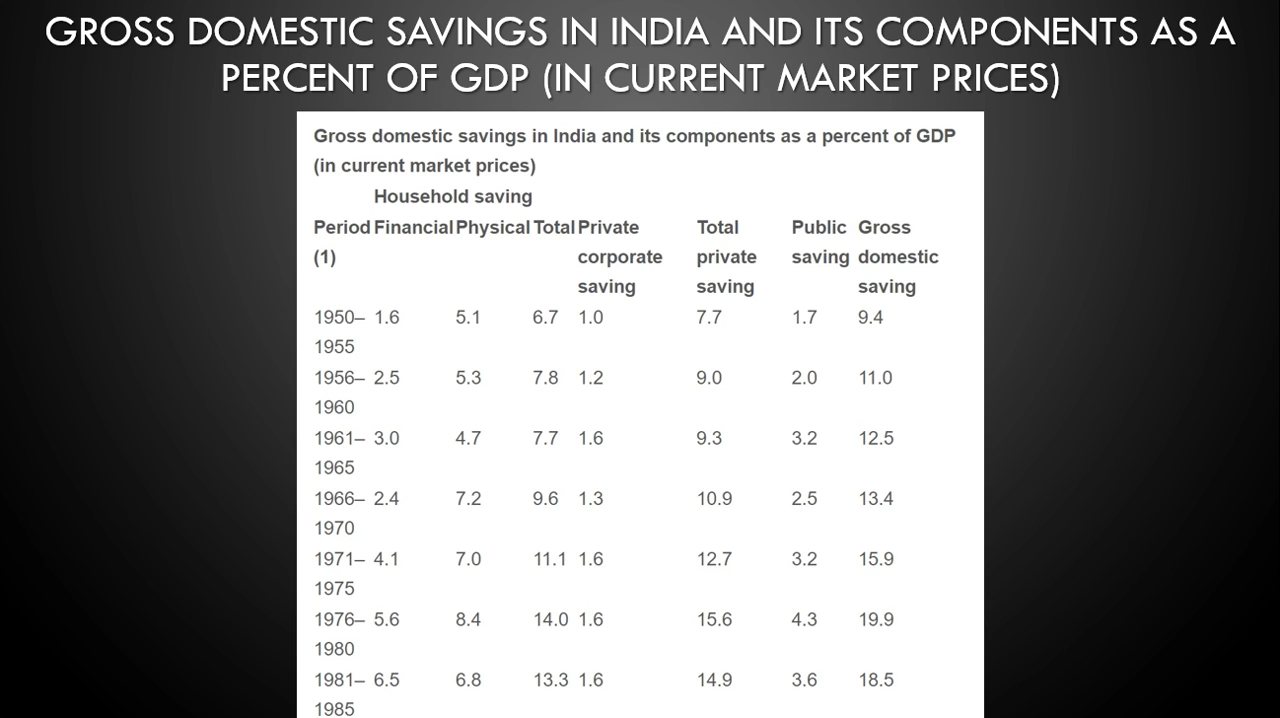 GROSS DOMESTIC SAVINGS IN INDIA AND ITS COMPONENTS AS A
PERCENT OF GDP (IN CURRENT MARKET PRICES)
Gross domestic savings in India and its components as a percent of GDP
(in current market prices)
Household saving
Period Financial Physical Total Private Total Public Gross
(1) corporate private saving domestic
saving saving saving
1950– 1.6 5.1 6.7 1.0 7.7 1.7 9.4
1955
1956– 2.5 5.3 7.8 1.2 9.0 2.0 11.0
1960
1961– 3.0 4.7 7.7 1.6 9.3 3.2 12.5
1965
1966– 2.4 7.2 9.6 1.3 10.9 2.5 13.4
1970
1971– 4.1 7.0 11.1 1.6 12.7 3.2 15.9
1975
1976– 5.6 8.4 14.0 1.6 15.6 4.3 19.9
1980
1981– 6.5 6.8 13.3 1.6 14.9 3.6 18.5
1985